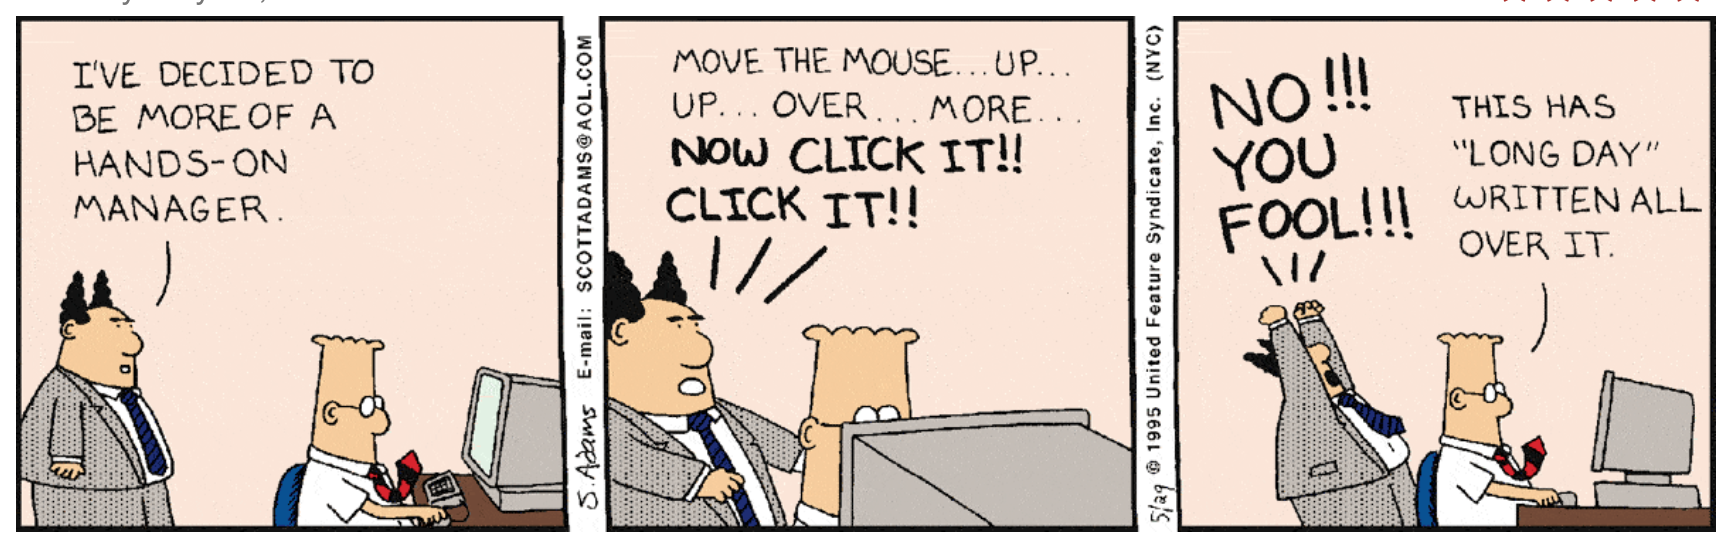 I'VE DECIDED TO
BE MORE OF A
HANDS-ON
MANAGER.
S. Adams E-mail: SCOTTADAMS@AOL.COM
MOVE THE MOUSE...UP...
UP... OVER... MORE...
NOW CLICK IT!!
CLICK IT!!
5/29 © 1995 United Feature Syndicate, Inc. (NYC)
NO!!!
YOU
FOOL!!!
THIS HAS
"LONG DAY"
WRITTEN ALL
OVER IT.